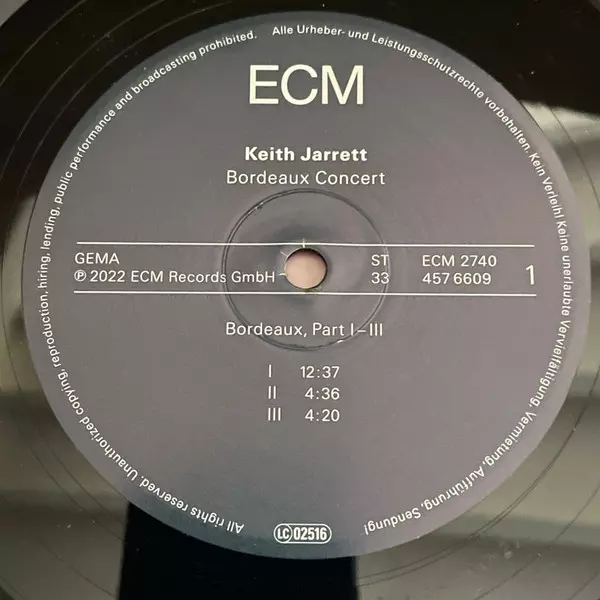 ECM
Keith Jarrett
Bordeaux Concert
GEMA ST ECM 2740
℗ 2022 ECM Records GmbH 33 457 6609 1
Bordeaux, Part I–III
I 12:37
II 4:36
III 4:20
LC 02516
All rights reserved. Unauthorized copying, reproduction, hiring, lending, public performance and broadcasting prohibited.
Alle Urheber- und Leistungsschutzrechte vorbehalten. Kein Verleih! Keine unerlaubte Vervielfältigung, Vermietung, Aufführung, Sendung!